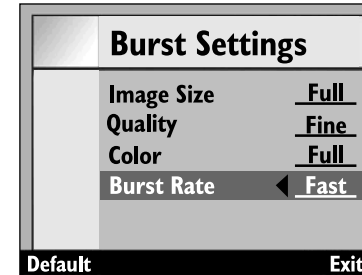 Burst Settings
Image Size Full
Quality Fine
Color Full
Burst Rate Fast
Default Exit